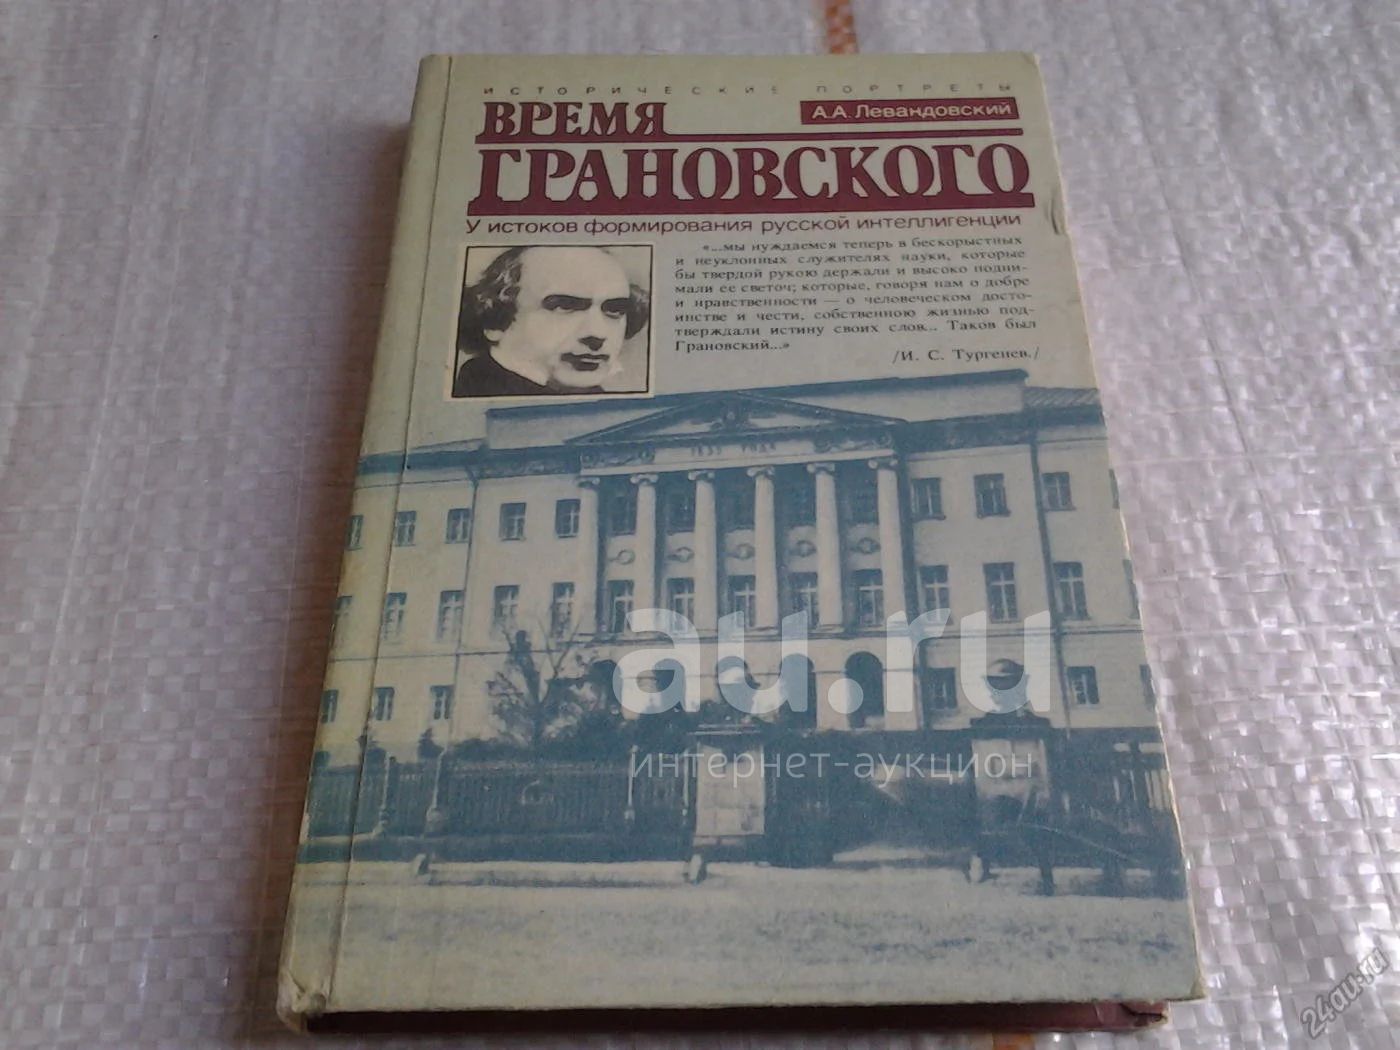 ИСТОРИЧЕСКИЕ ПОРТРЕТЫ
ВРЕМЯ
А.А. Левандовский
ГРАНОВСКОГО
У истоков формирования русской интеллигенции
«...мы нуждаемся теперь в бескорыстных
и неуклонных служителях науки, которые
бы твердой рукою держали и высоко подни-
мали ее светоч; которые, говоря нам о добре
и нравственности — о человеческом досто-
инстве и чести, собственною жизнью под-
тверждали истину своих слов... Таков был
Грановский...»
/И. С. Тургенев./
1835 ГОДА
au.ru
интернет-аукцион
24au.ru